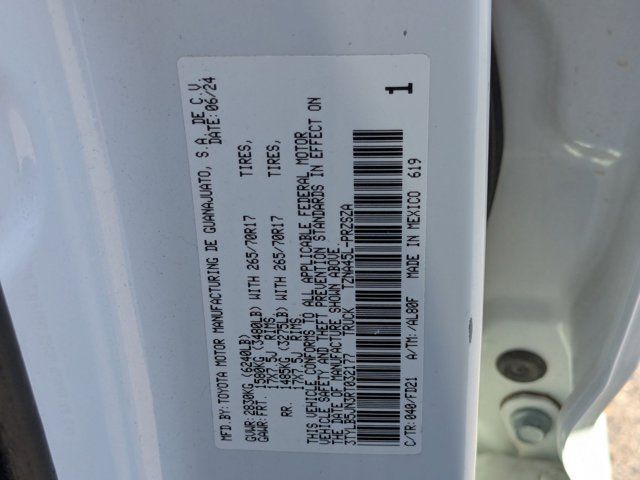 MFD.BY: TOYOTA MOTOR MANUFACTURING DE GUANAJUATO, S.A. DE C.V.
DATE: 06/24
GVWR: 2830KG (6240LB)
GAWR: FRT. 1580KG (3480LB) WITH 265/70R17 TIRES,
17X7.5J RIMS,
RR. 1485KG (3275LB) WITH 265/70R17 TIRES,
17X7.5J RIMS,
THIS VEHICLE CONFORMS TO ALL APPLICABLE FEDERAL MOTOR
VEHICLE SAFETY AND THEFT PREVENTION STANDARDS IN EFFECT ON
THE DATE OF MANUFACTURE SHOWN ABOVE.
3TYLB5JN3RT032177 TRUCK TZNA45L-PRZSZA
C/TR: 040/FD21 A/TM: /AL80F MADE IN MEXICO 619
1